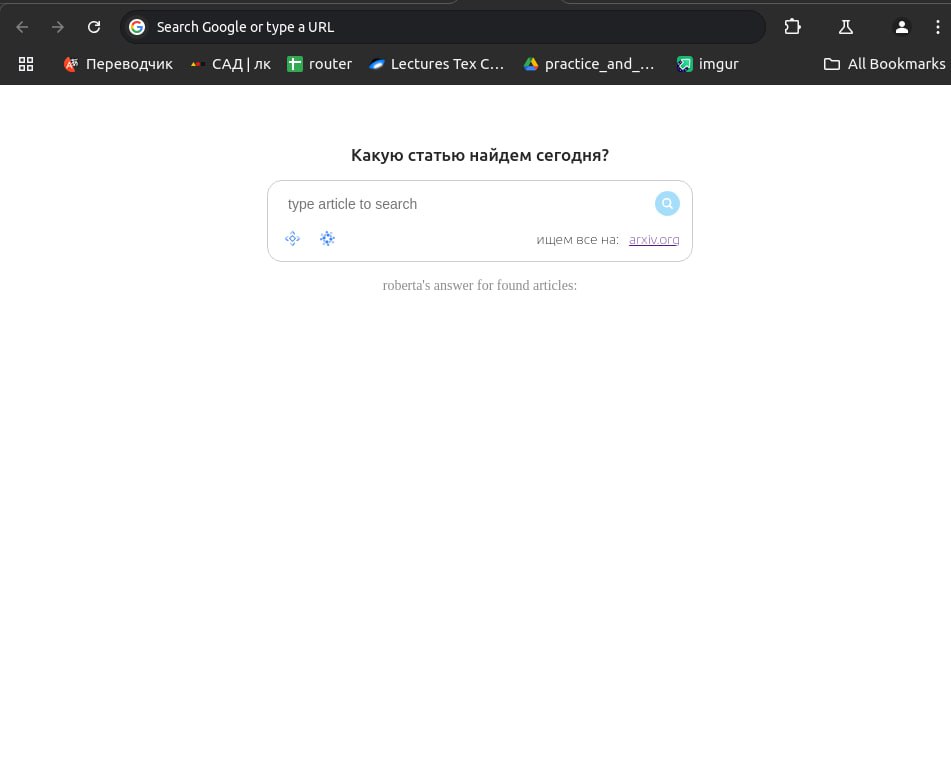 Search Google or type a URL
Переводчик САД | лк router Lectures Tex C... practice_and_... imgur All Bookmarks
Какую статью найдем сегодня?
type article to search
ищем все на: arxiv.org
roberta's answer for found articles: